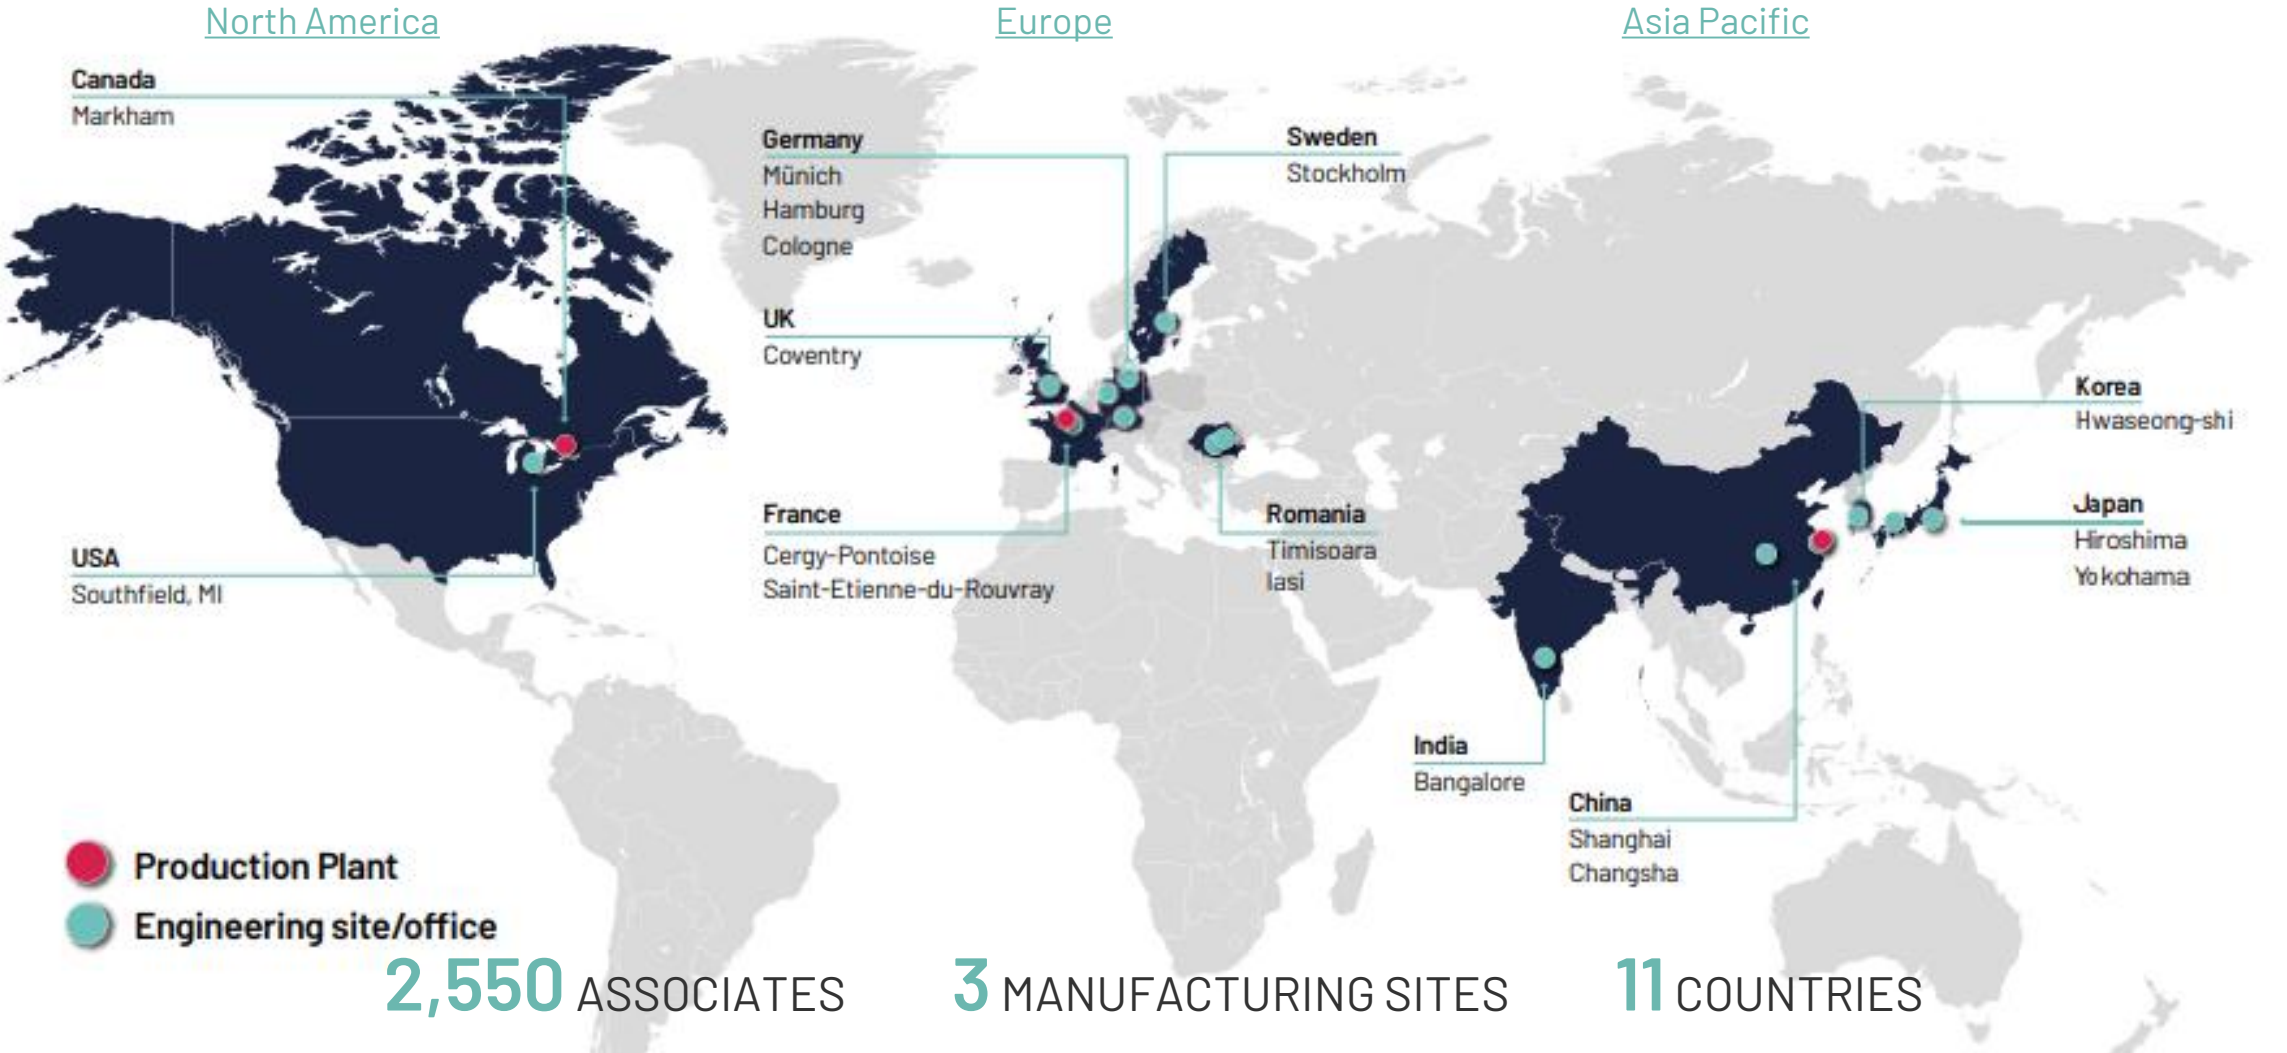 North America
Europe
Asia Pacific
Canada
Markham
USA
Southfield, MI
Germany
Münich
Hamburg
Cologne
UK
Coventry
France
Cergy-Pontoise
Saint-Etienne-du-Rouvray
Sweden
Stockholm
Romania
Timisoara
Iasi
Korea
Hwaseong-shi
Japan
Hiroshima
Yokohama
India
Bangalore
China
Shanghai
Changsha
Production Plant
Engineering site/office
2,550 ASSOCIATES
3 MANUFACTURING SITES
11 COUNTRIES